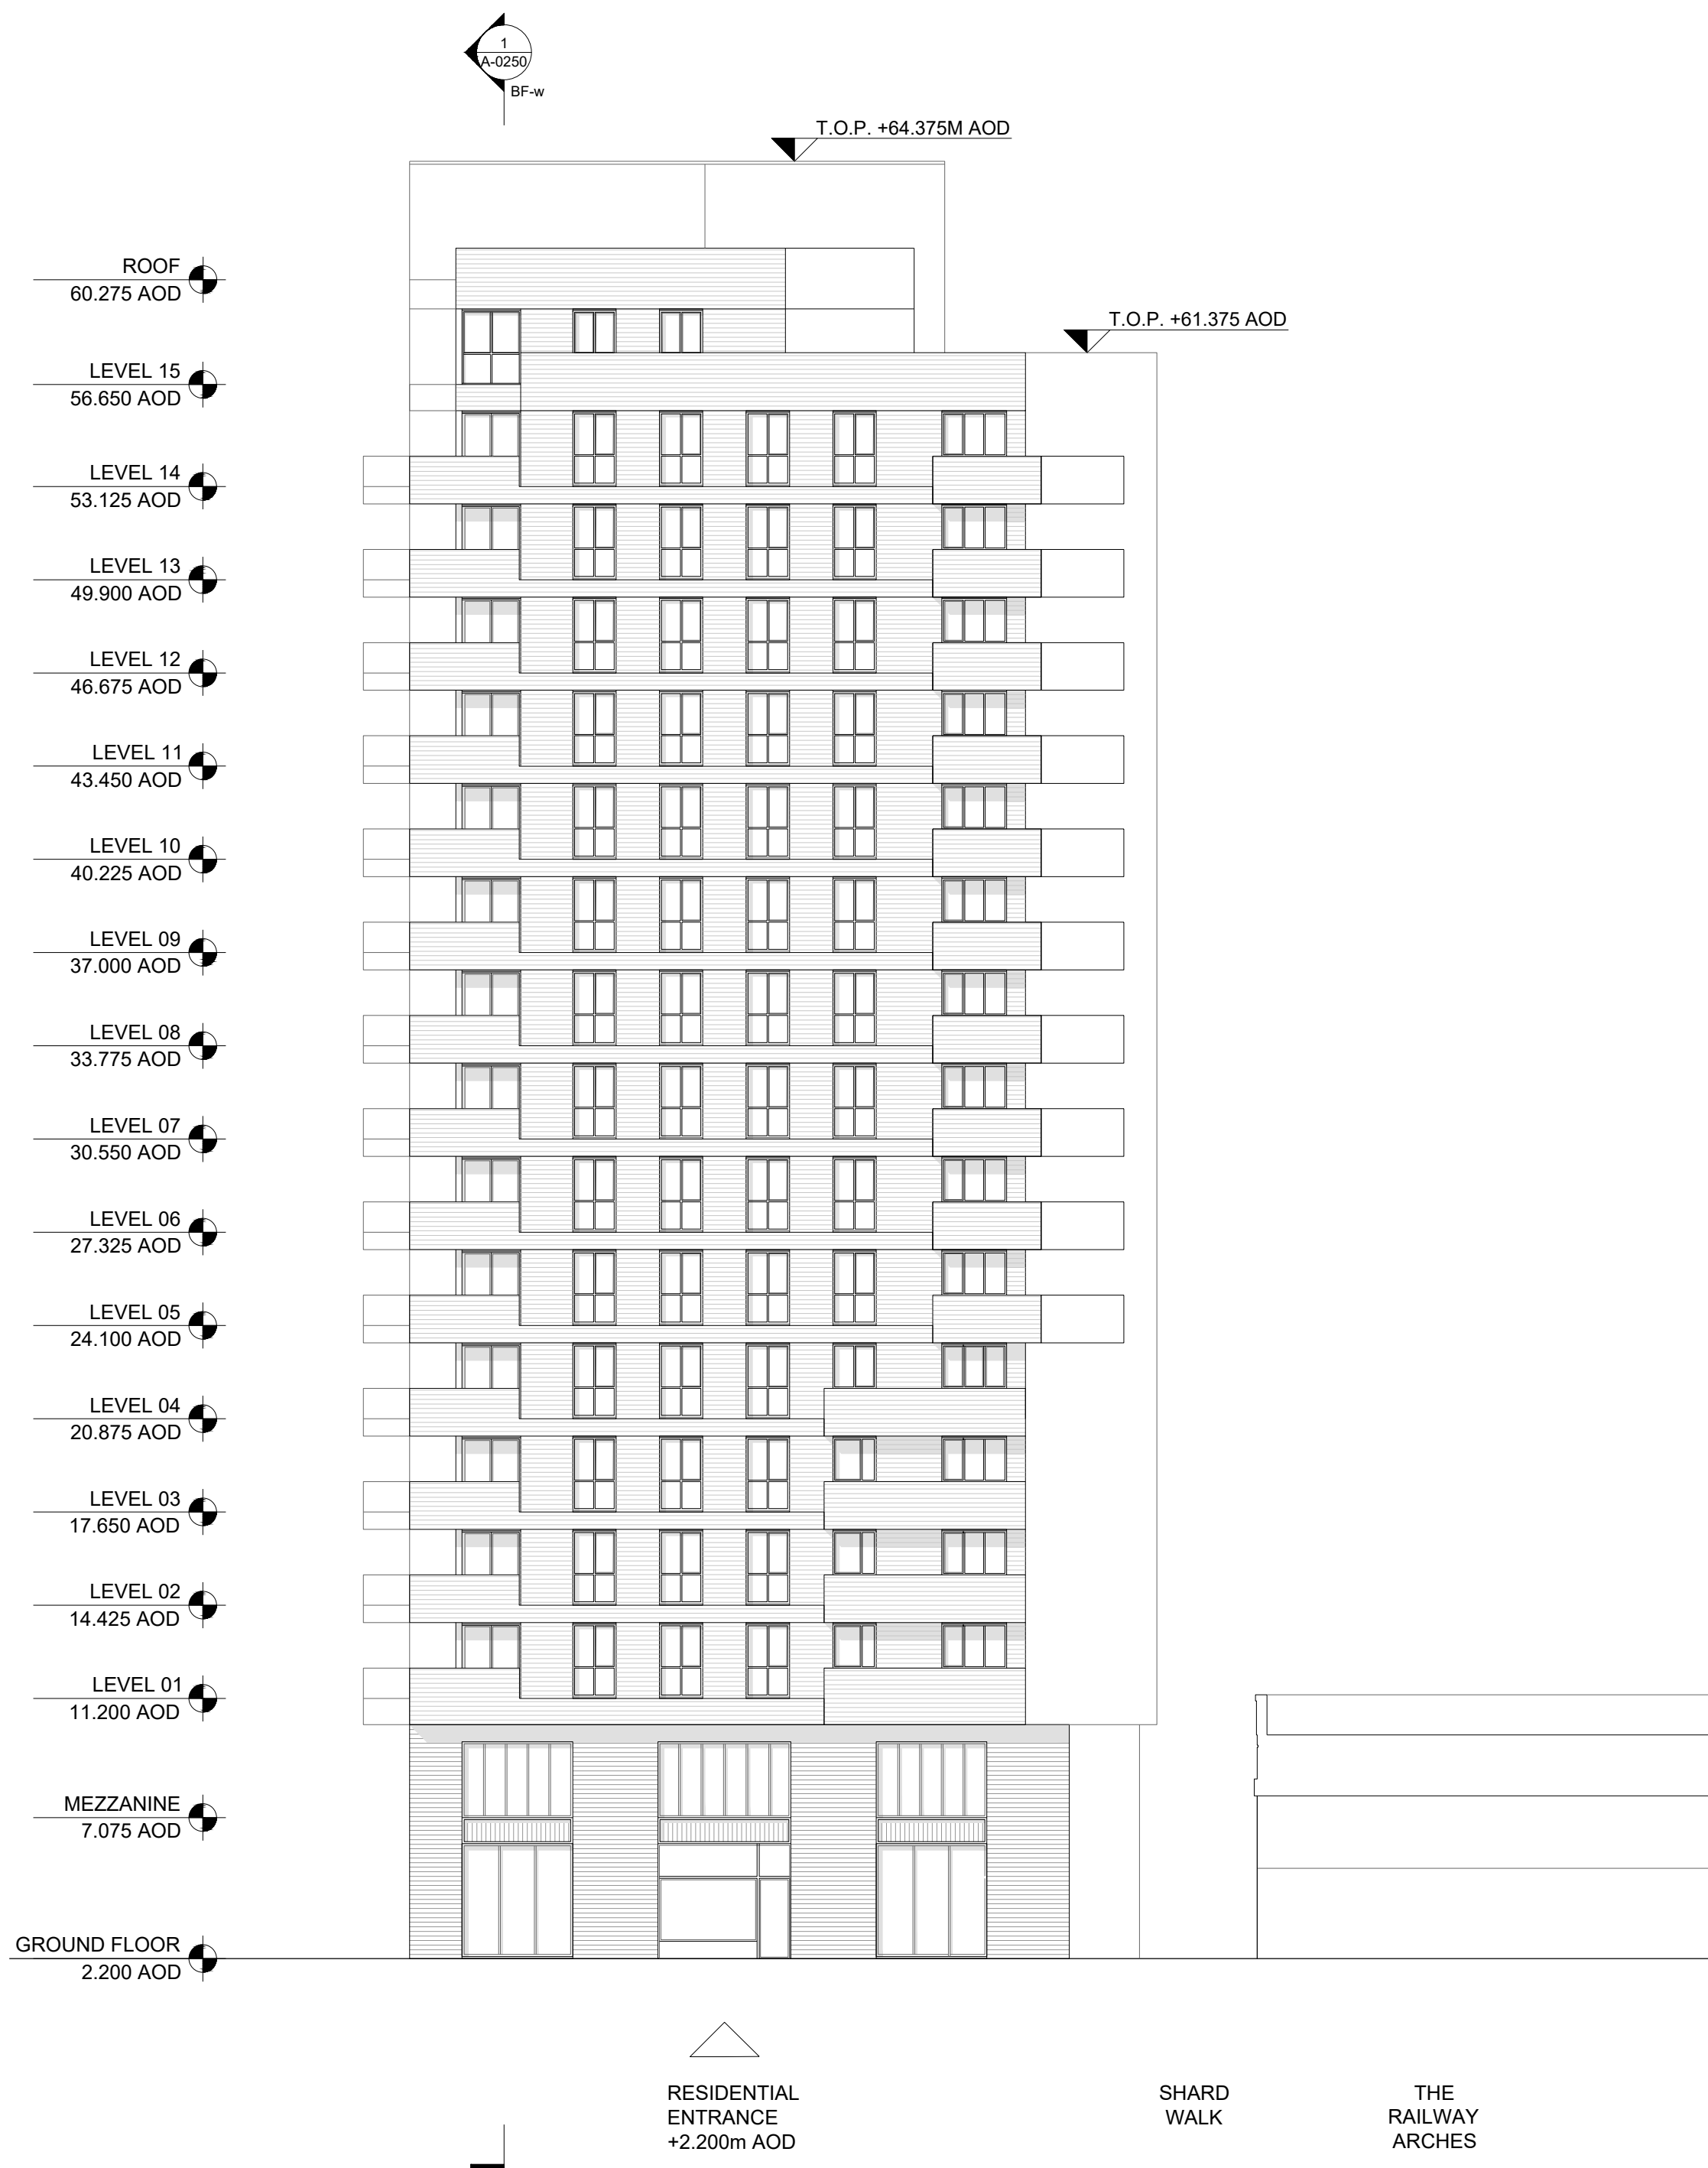 1
A-0250
BF-w
T.O.P. +64.375M AOD
ROOF
60.275 AOD
T.O.P. +61.375 AOD
LEVEL 15
56.650 AOD
LEVEL 14
53.125 AOD
LEVEL 13
49.900 AOD
LEVEL 12
46.675 AOD
LEVEL 11
43.450 AOD
LEVEL 10
40.225 AOD
LEVEL 09
37.000 AOD
LEVEL 08
33.775 AOD
LEVEL 07
30.550 AOD
LEVEL 06
27.325 AOD
LEVEL 05
24.100 AOD
LEVEL 04
20.875 AOD
LEVEL 03
17.650 AOD
LEVEL 02
14.425 AOD
LEVEL 01
11.200 AOD
MEZZANINE
7.075 AOD
GROUND FLOOR
2.200 AOD
RESIDENTIAL
ENTRANCE
+2.200m AOD
SHARD
WALK
THE
RAILWAY
ARCHES